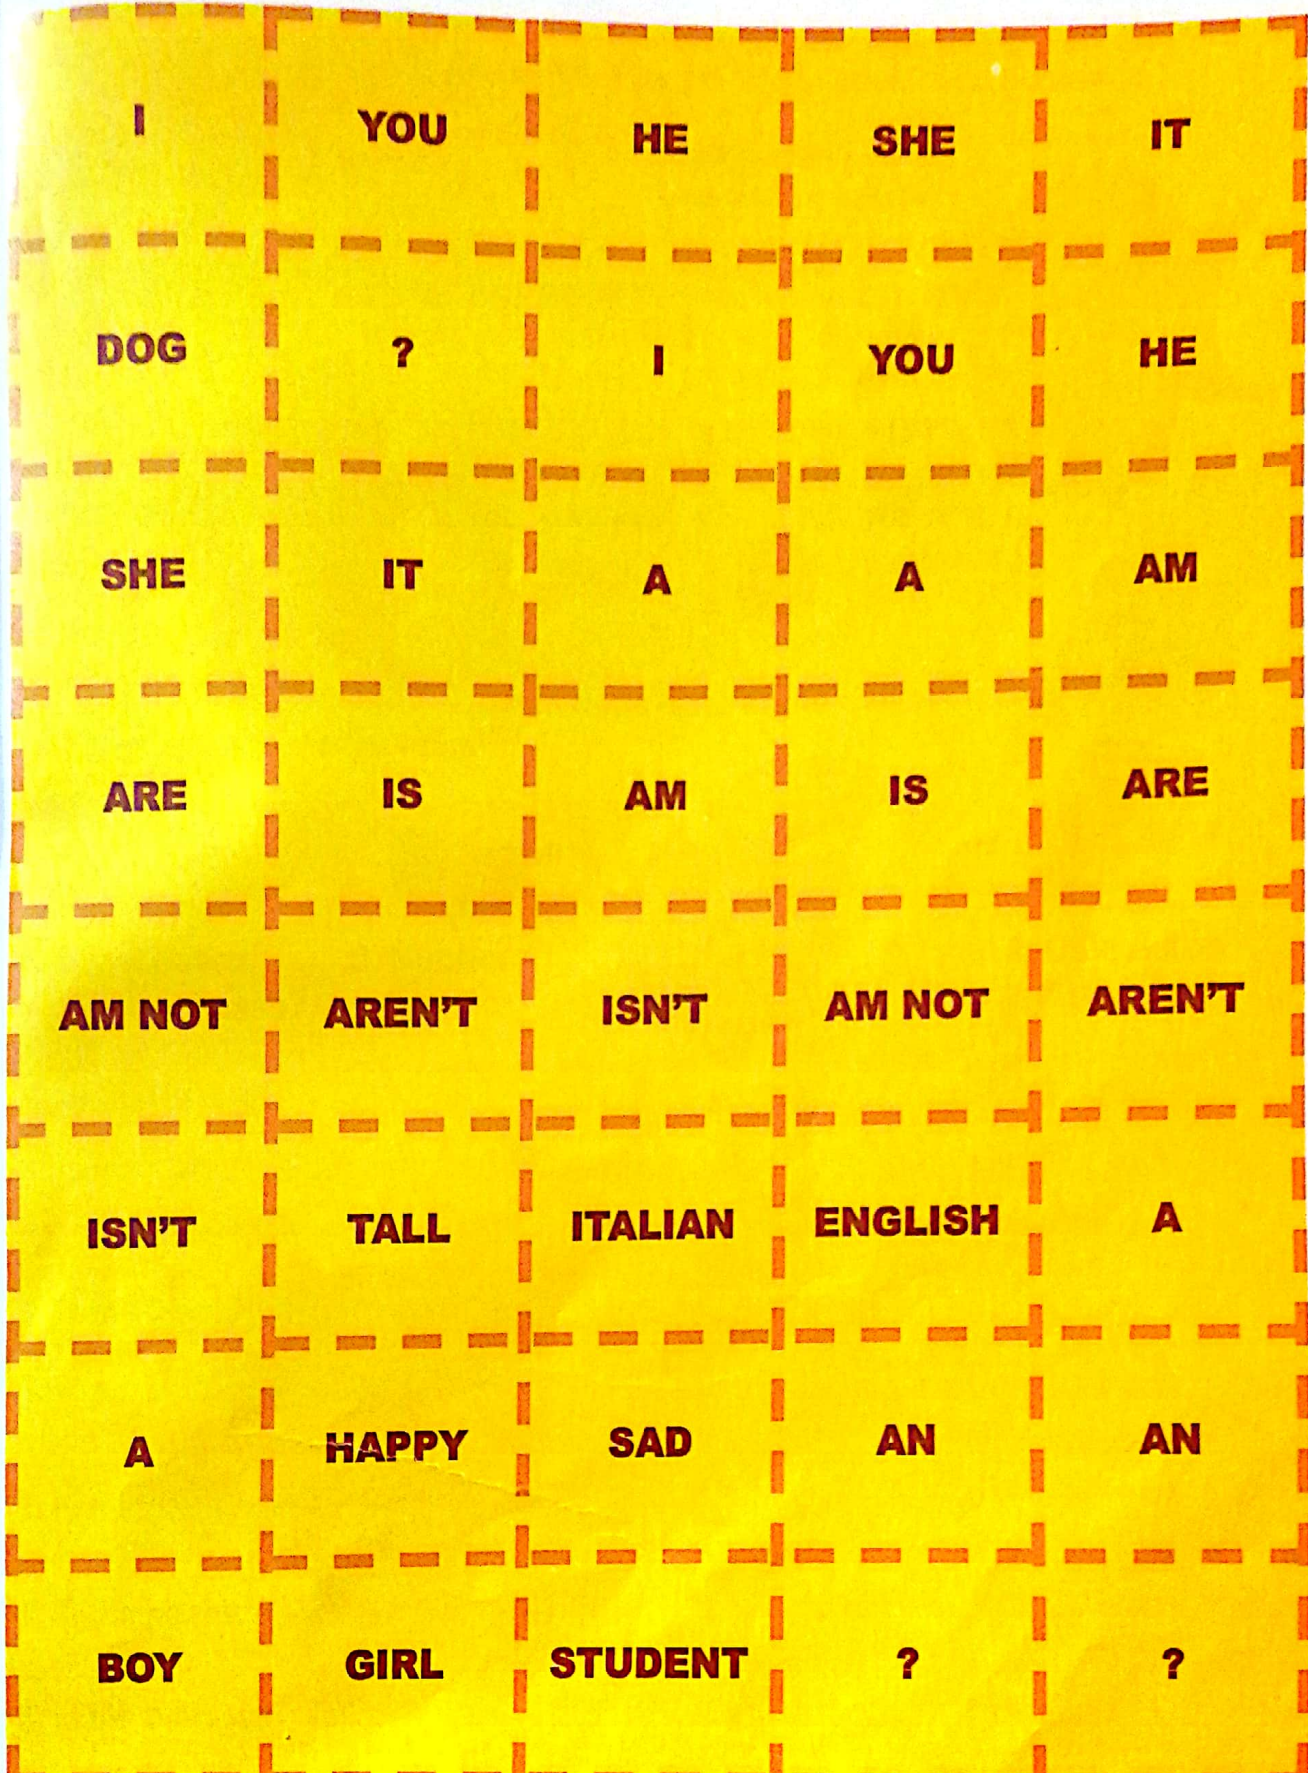 I YOU HE SHE IT
DOG ? I YOU HE
SHE IT A A AM
ARE IS AM IS ARE
AM NOT AREN'T ISN'T AM NOT AREN'T
ISN'T TALL ITALIAN ENGLISH A
A HAPPY SAD AN AN
BOY GIRL STUDENT ? ?